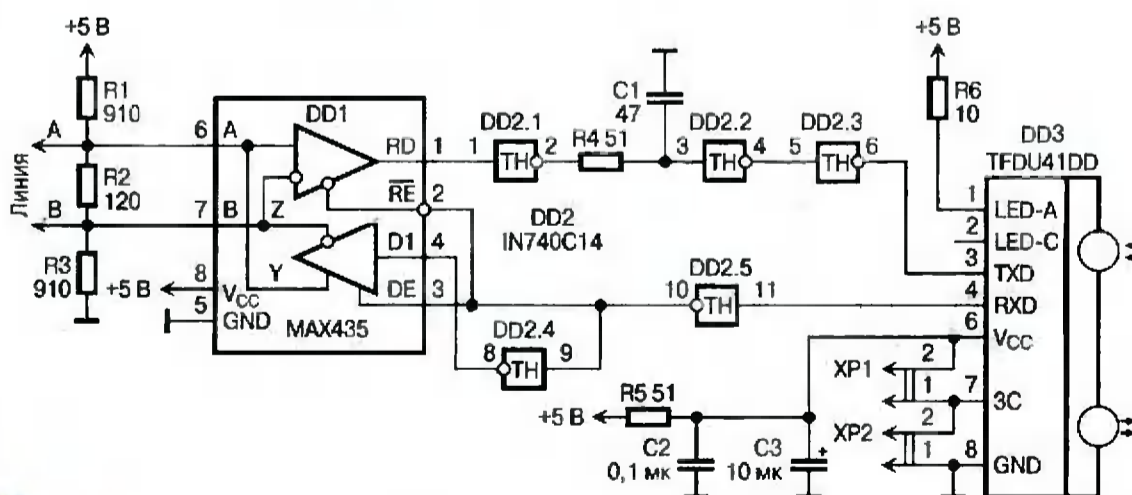 +5 В
R1
910
A
Линия
R2
120
B
R3
910
+5 В
6
A
7
B
8
VCC
5
GND
DD1
RD
1
RE
2
Z
D1
4
Y
DE
3
MAX435
1
DD2.1
TH
2
R4 51
C1
47
3
DD2.2
TH
4
5
DD2.3
TH
6
DD2
IN740C14
DD2.4
8
TH
9
DD2.5
10
TH
11
+5 В
R5 51
C2
0,1 мк
C3
+
10 мк
+5 В
R6
10
DD3
TFDU41DD
1
LED-A
2
LED-C
3
TXD
4
RXD
6
VCC
XP1
2
1
7
3C
XP2
2
1
8
GND